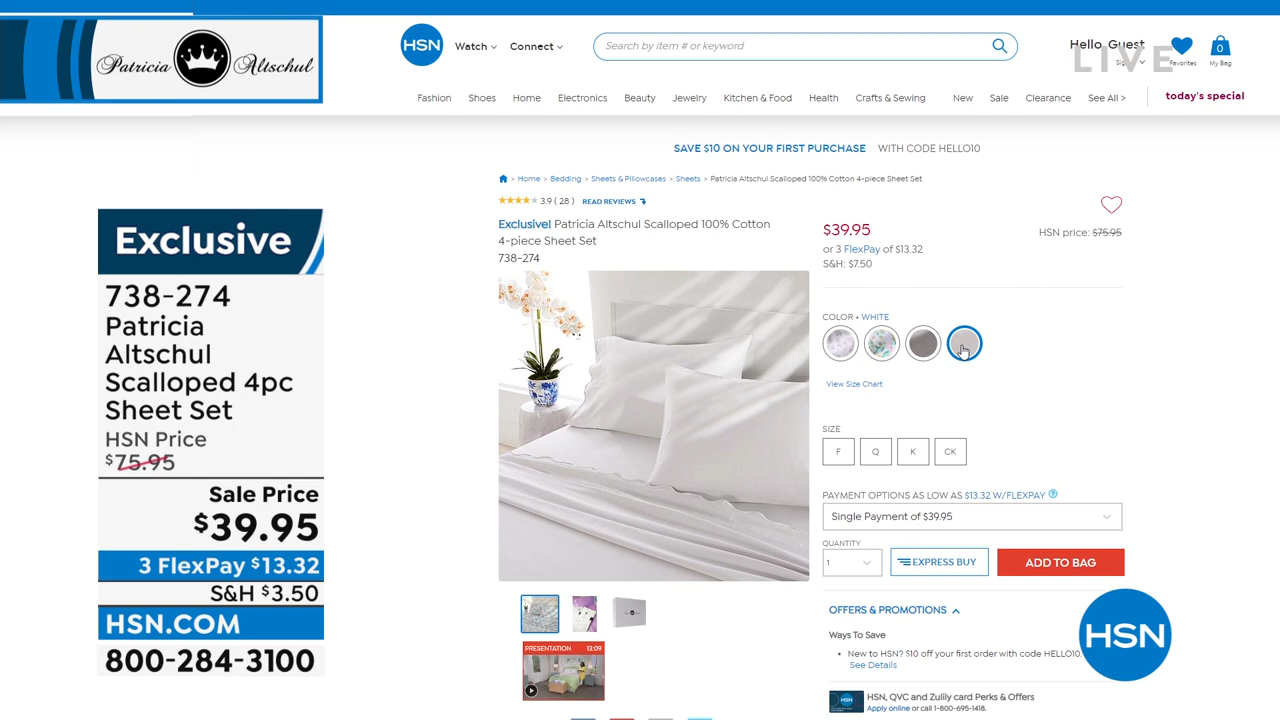 Patricia Altschul
HSN
Watch
Connect
Search by item # or keyword
Hello, Guest
LIVE
Favorites
0
My Bag
Fashion
Shoes
Home
Electronics
Beauty
Jewelry
Kitchen & Food
Health
Crafts & Sewing
New
Sale
Clearance
See All >
today's special
SAVE $10 ON YOUR FIRST PURCHASE WITH CODE HELLO10
> Home > Bedding > Sheets & Pillowcases > Sheets > Patricia Altschul Scalloped 100% Cotton 4-piece Sheet Set
3.9 ( 28 ) READ REVIEWS
Exclusive! Patricia Altschul Scalloped 100% Cotton
4-piece Sheet Set
738-274
$39.95
HSN price: $75.95
or 3 FlexPay of $13.32
S&H: $7.50
COLOR • WHITE
View Size Chart
SIZE
F
Q
K
CK
PAYMENT OPTIONS AS LOW AS $13.32 W/FLEXPAY
Single Payment of $39.95
QUANTITY
1
EXPRESS BUY
ADD TO BAG
OFFERS & PROMOTIONS
Ways To Save
• New to HSN? $10 off your first order with code HELLO10.
See Details
HSN, QVC and Zulily card Perks & Offers
Apply online or call 1-800-695-1418.
PRESENTATION 13:09
HSN
Exclusive
738-274
Patricia
Altschul
Scalloped 4pc
Sheet Set
HSN Price
$75.95
Sale Price
$39.95
3 FlexPay $13.32
S&H $3.50
HSN.COM
800-284-3100